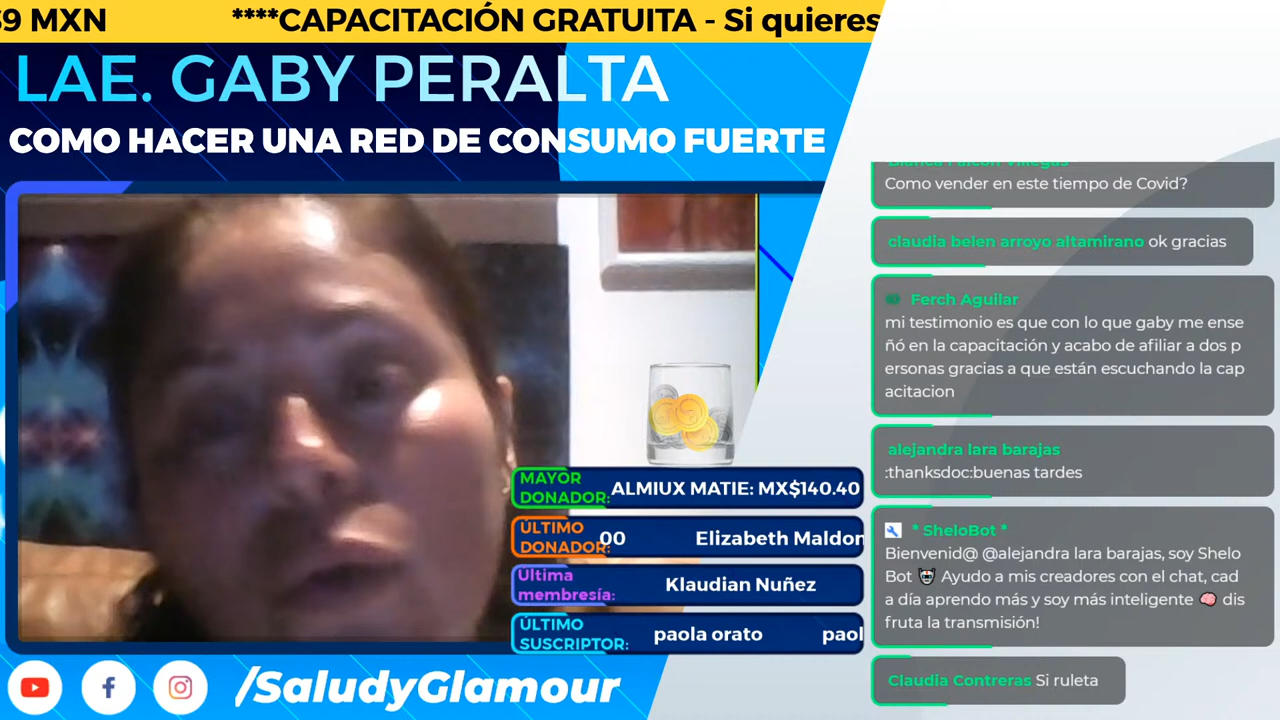 9 MXN ****CAPACITACIÓN GRATUITA - Si quieres
LAE. GABY PERALTA
COMO HACER UNA RED DE CONSUMO FUERTE
MAYOR
DONADOR:
ALMIUX MATIE: MX$140.40
ÚLTIMO
DONADOR:
00 Elizabeth Maldon
Última
membresía:
Klaudian Nuñez
ÚLTIMO
SUSCRIPTOR:
paola orato paol
/SaludyGlamour
Blanca Falcon Villegas
Como vender en este tiempo de Covid?
claudia belen arroyo altamirano ok gracias
Ferch Aguilar
mi testimonio es que con lo que gaby me ense
ñó en la capacitación y acabo de afiliar a dos p
ersonas gracias a que están escuchando la cap
acitacion
alejandra lara barajas
:thanksdoc:buenas tardes
* SheloBot *
Bienvenid@ @alejandra lara barajas, soy Shelo
Bot Ayudo a mis creadores con el chat, cad
a día aprendo más y soy más inteligente dis
fruta la transmisión!
Claudia Contreras Si ruleta